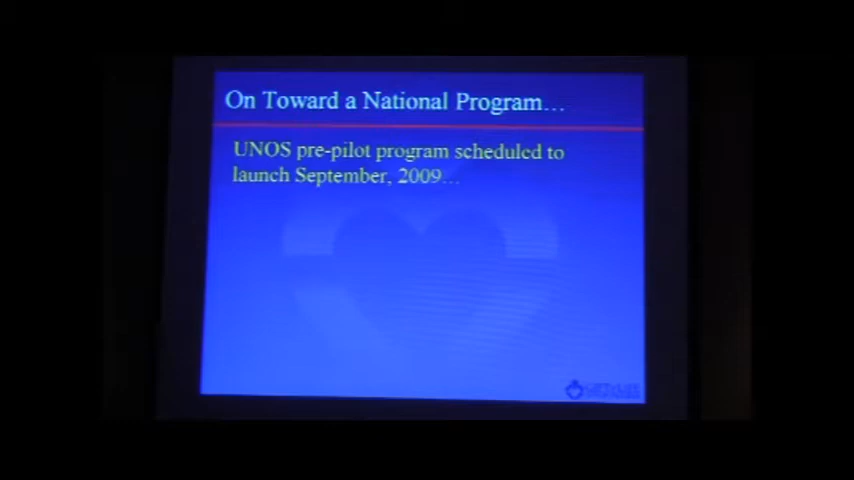 On Toward a National Program…
UNOS pre-pilot program scheduled to
launch September, 2009…